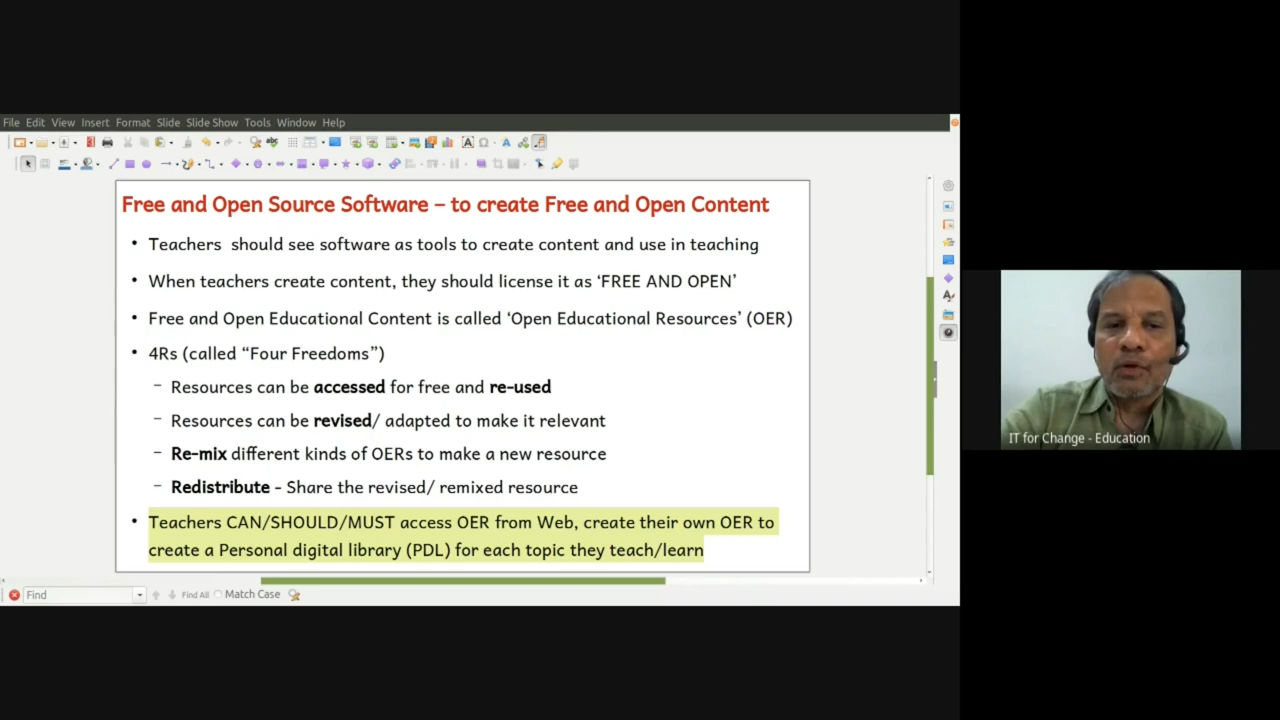 File Edit View Insert Format Slide Slide Show Tools Window Help
Free and Open Source Software – to create Free and Open Content
• Teachers should see software as tools to create content and use in teaching
• When teachers create content, they should license it as ‘FREE AND OPEN’
• Free and Open Educational Content is called ‘Open Educational Resources’ (OER)
• 4Rs (called “Four Freedoms”)
– Resources can be accessed for free and re-used
– Resources can be revised/ adapted to make it relevant
– Re-mix different kinds of OERs to make a new resource
– Redistribute - Share the revised/ remixed resource
• Teachers CAN/SHOULD/MUST access OER from Web, create their own OER to
create a Personal digital library (PDL) for each topic they teach/learn
Find Find All Match Case
IT for Change - Education